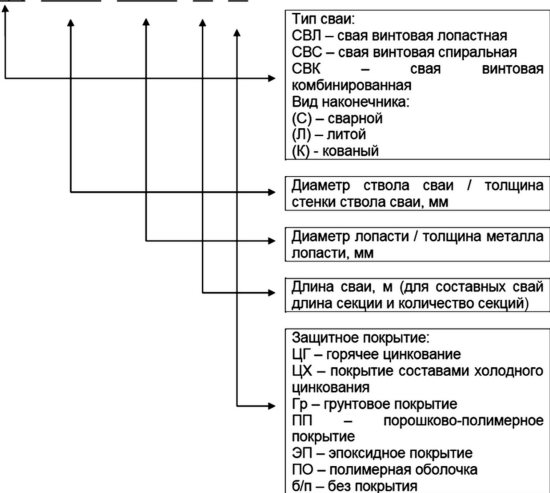 Тип сваи:
СВЛ – свая винтовая лопастная
СВС – свая винтовая спиральная
СВК – свая винтовая
комбинированная
Вид наконечника:
(С) – сварной
(Л) – литой
(К) - кованый
Диаметр ствола сваи / толщина
стенки ствола сваи, мм
Диаметр лопасти / толщина металла
лопасти, мм
Длина сваи, м (для составных свай
длина секции и количество секций)
Защитное покрытие:
ЦГ – горячее цинкование
ЦХ – покрытие составами холодного
цинкования
Гр – грунтовое покрытие
ПП – порошково-полимерное
покрытие
ЭП – эпоксидное покрытие
ПО – полимерная оболочка
б/п – без покрытия